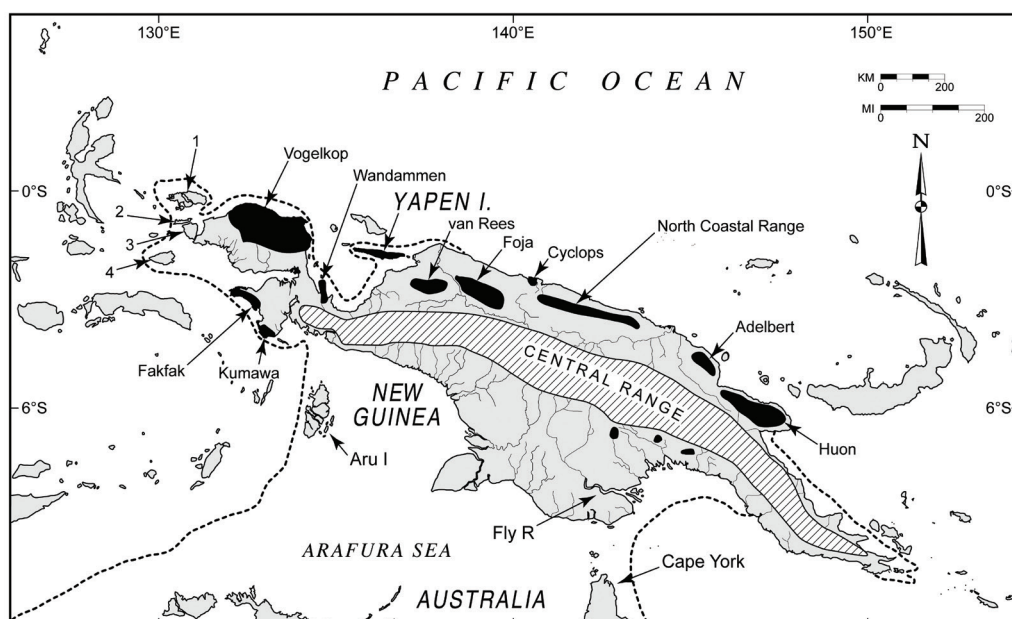 130°E
140°E
150°E
PACIFIC OCEAN
KM
0
200
MI
0
200
N
0°S
0°S
1
2
3
4
Vogelkop
Wandammen
YAPEN I.
van Rees
Foja
Cyclops
North Coastal Range
Adelbert
Fakfak
Kumawa
CENTRAL RANGE
NEW
GUINEA
6°S
6°S
Huon
Aru I
Fly R
ARAFURA SEA
Cape York
AUSTRALIA